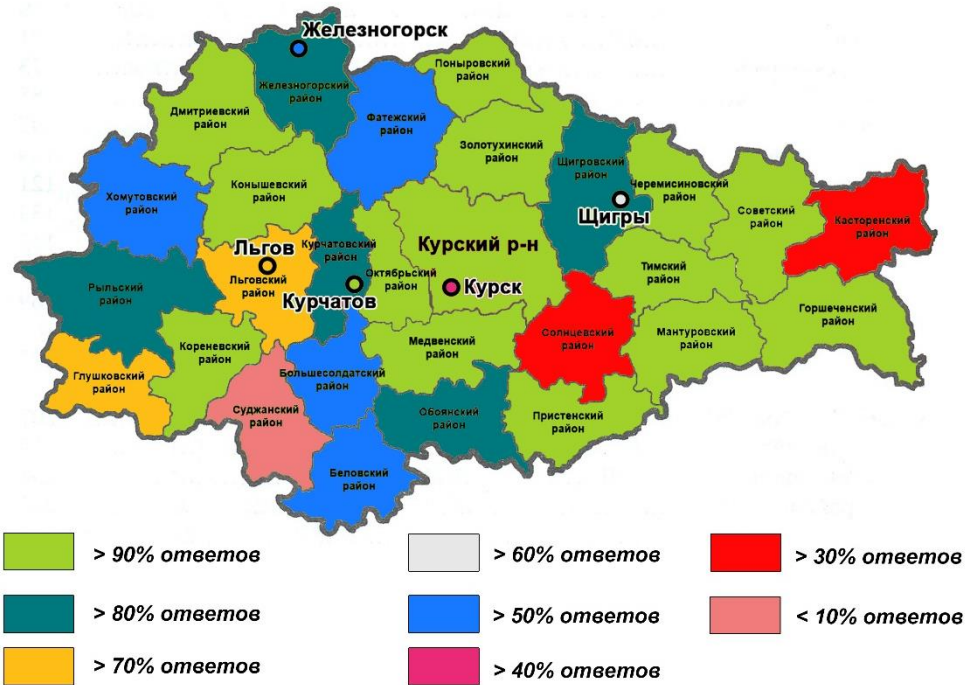 Железногорск
Железногорский
район
Поныровский
район
Дмитриевский
район
Фатежский
район
Золотухинский
район
Щигровский
район
Конышевский
район
Хомутовский
район
Черемисиновский
район
Советский
район
Касторенский
район
Щигры
Курчатовский
район
Курский р-н
Льгов
Льговский
район
Октябрьский
район
Тимский
район
Рыльский
район
Курчатов
Курск
Горшеченский
район
Солнцевский
район
Мантуровский
район
Кореневский
район
Медвенский
район
Глушковский
район
Большесолдатский
район
Суджанский
район
Обоянский
район
Пристенский
район
Беловский
район
> 90% ответов
> 60% ответов
> 30% ответов
> 80% ответов
> 50% ответов
< 10% ответов
> 70% ответов
> 40% ответов